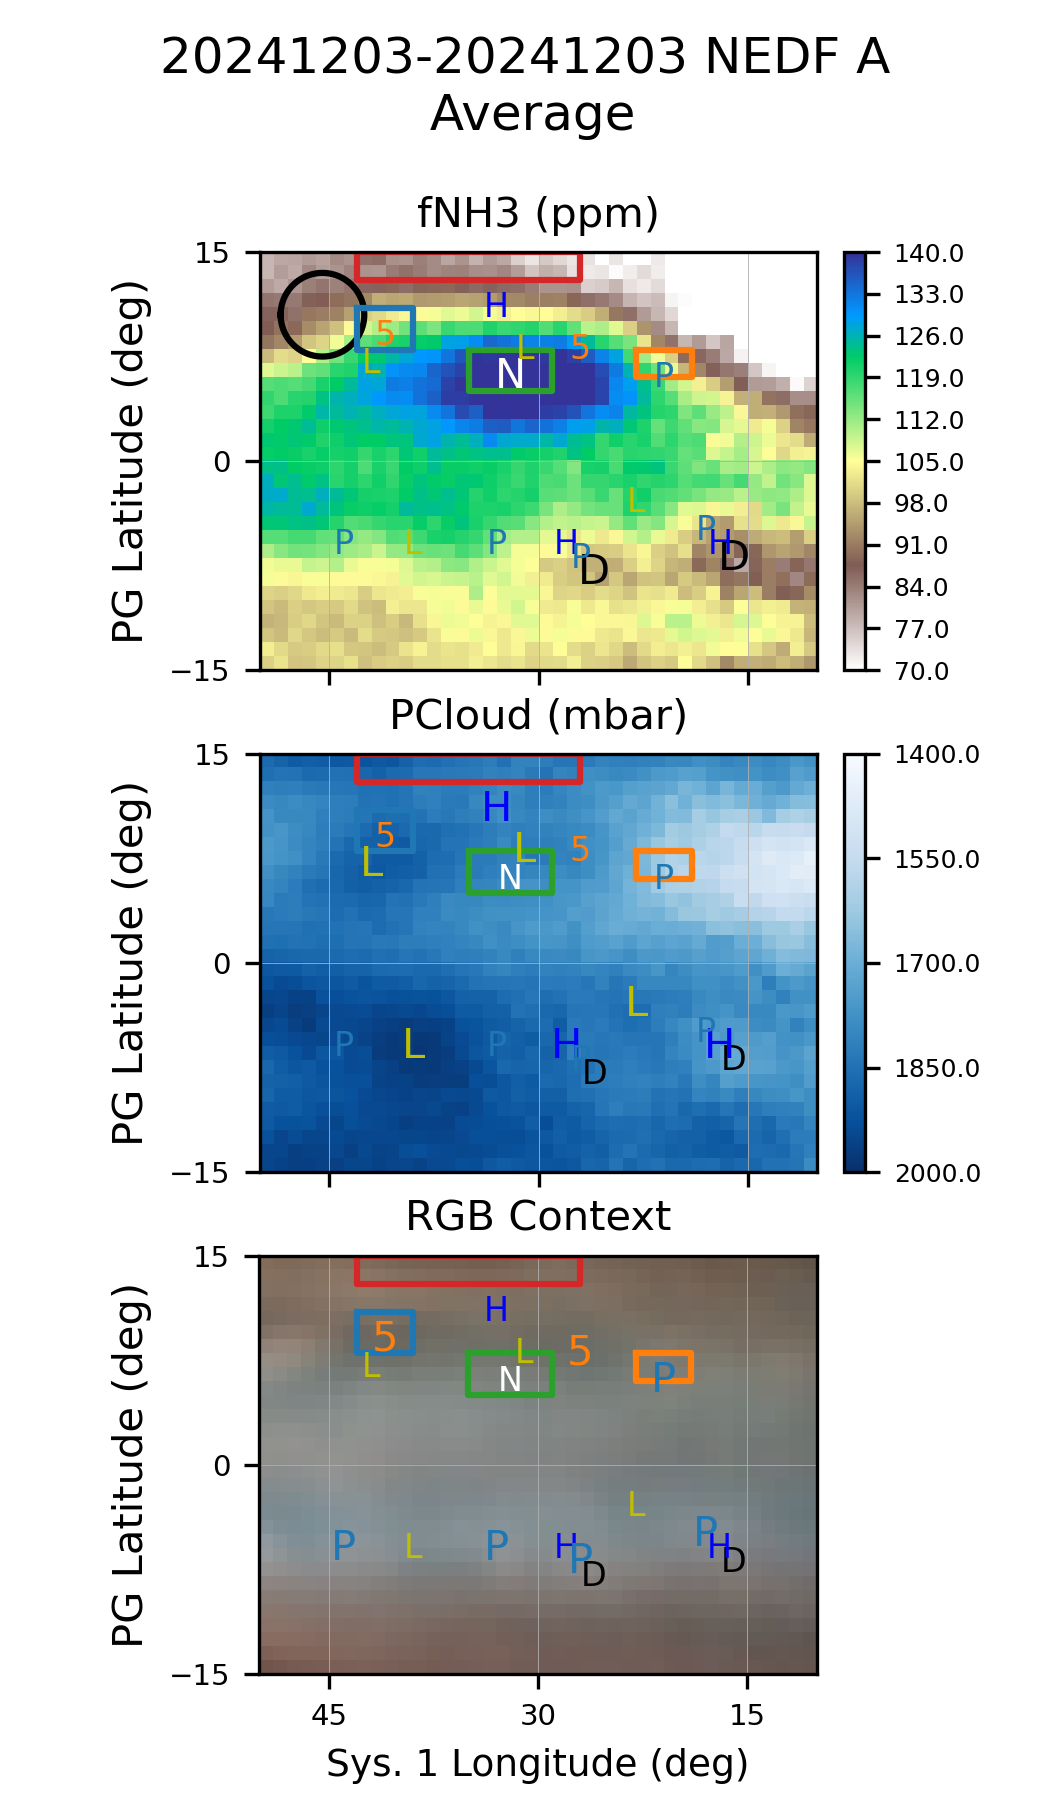 20241203-20241203 NEDF A
Average
fNH3 (ppm)
PG Latitude (deg)
15
0
−15
H
5
L
L
5
N
P
L
P
L
P
H
P
D
P
H
D
140.0
133.0
126.0
119.0
112.0
105.0
98.0
91.0
84.0
77.0
70.0
PCloud (mbar)
PG Latitude (deg)
15
0
−15
H
5
L
L
5
N
P
L
P
L
P
H
D
P
H
D
1400.0
1550.0
1700.0
1850.0
2000.0
RGB Context
PG Latitude (deg)
15
0
−15
H
5
L
L
5
N
P
L
P
L
P
H
P
D
P
H
D
45 30 15
Sys. 1 Longitude (deg)